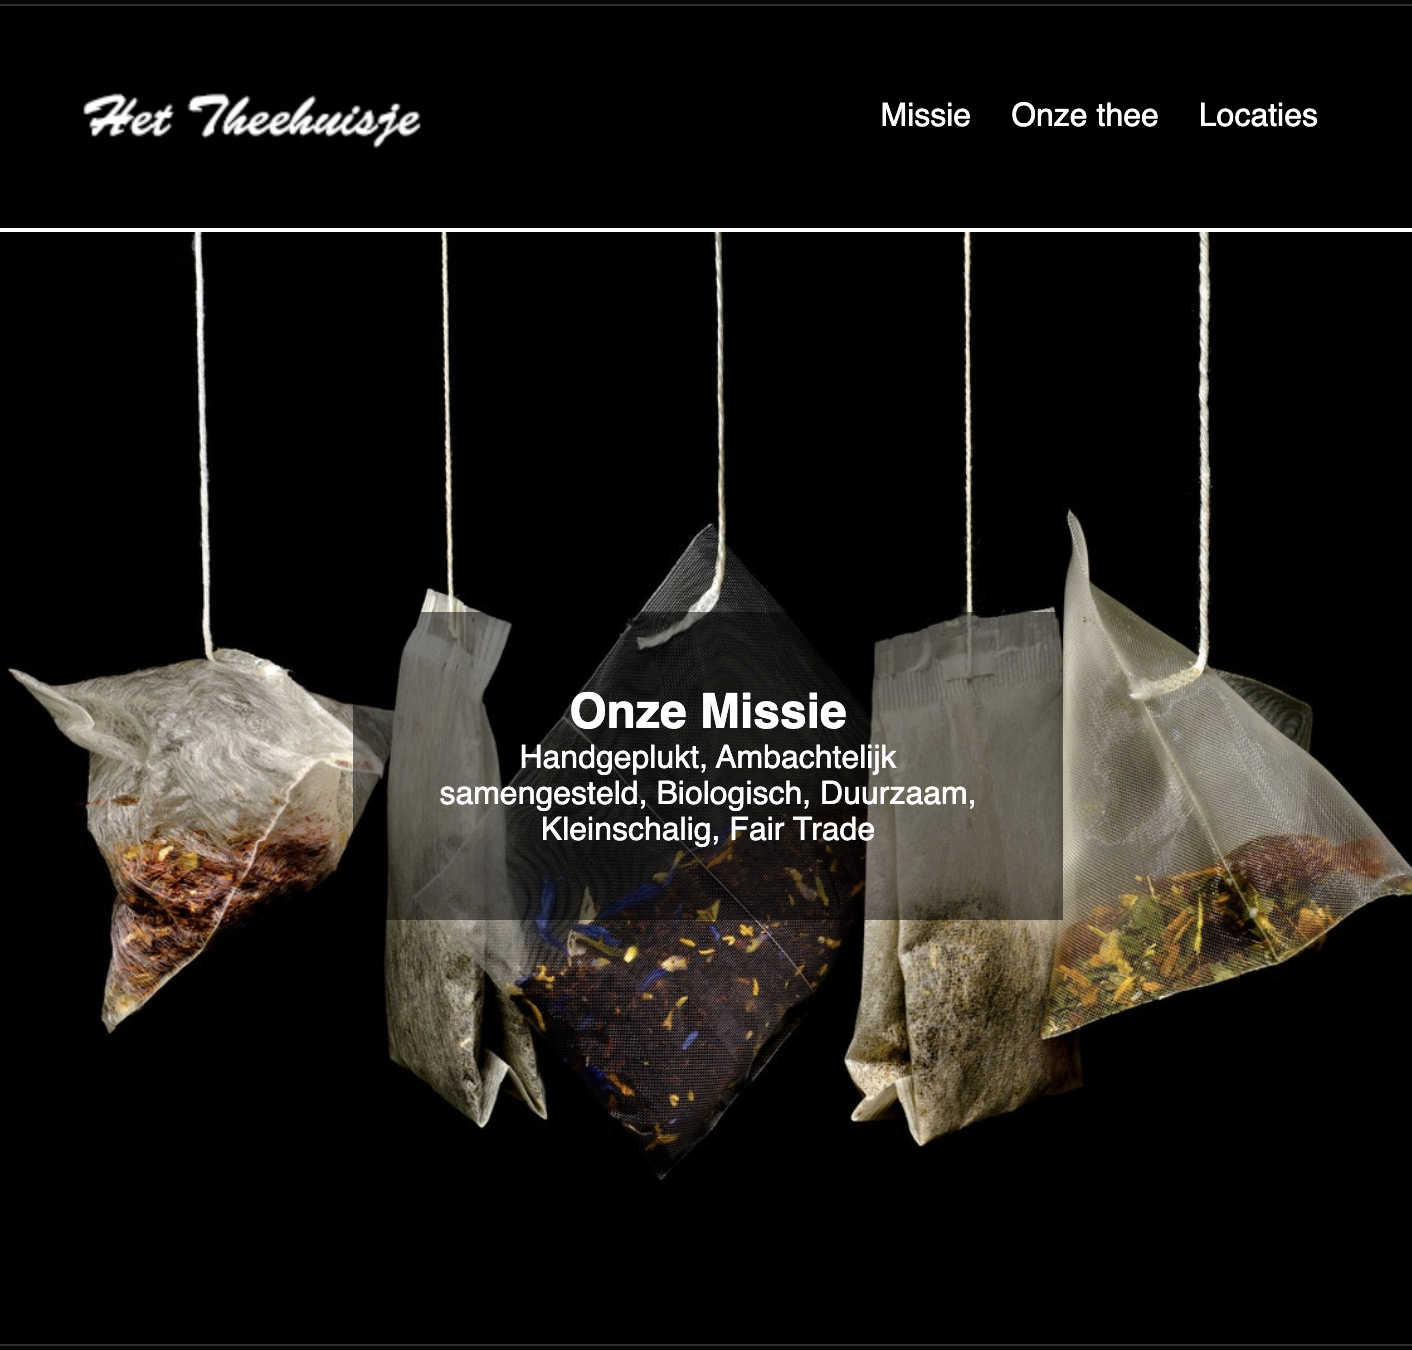 Het Theehuisje
Missie Onze thee Locaties
Onze Missie
Handgeplukt, Ambachtelijk
samengesteld, Biologisch, Duurzaam,
Kleinschalig, Fair Trade